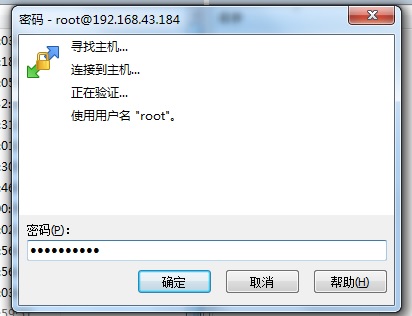 密码 - root@192.168.43.184
寻找主机...
连接到主机...
正在验证...
使用用户名 "root"。
密码(P):
●●●●●●●●●●
确定 取消 帮助(H)